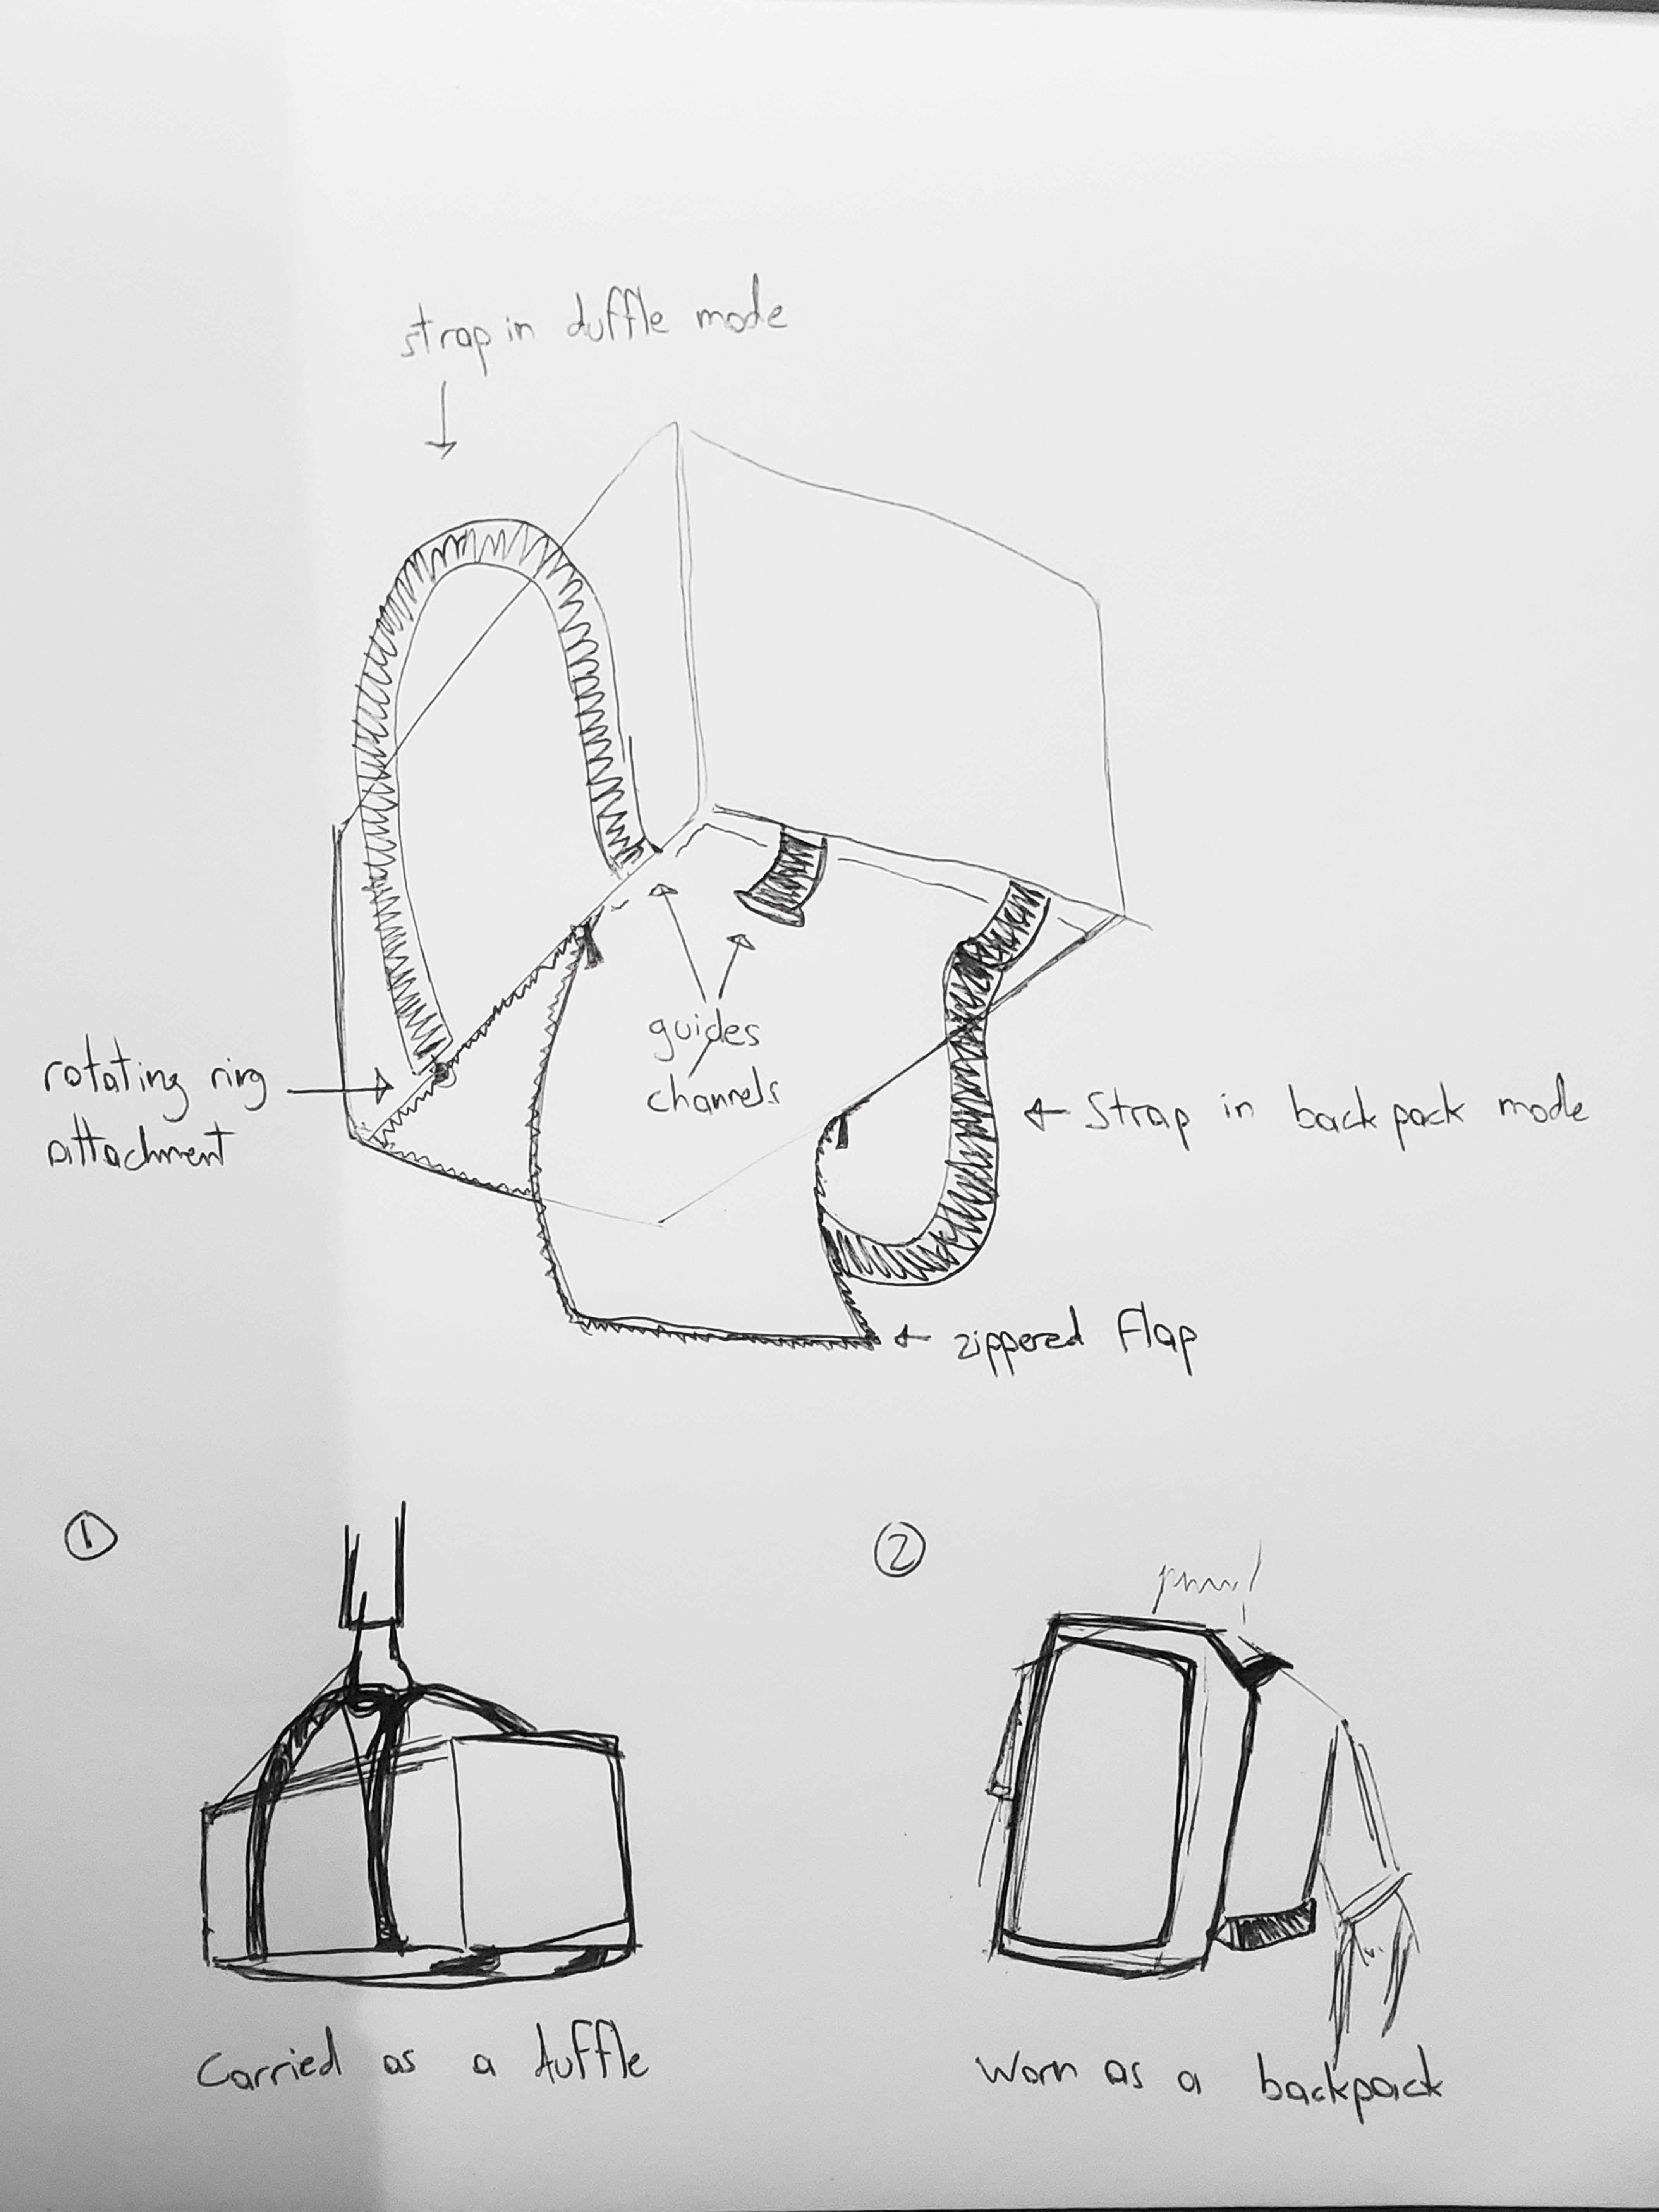 strap in duffle mode
guides
channels
rotating ring
attachment
Strap in backpack mode
zippered flap
1
2
Carried as a duffle
Worn as a backpack